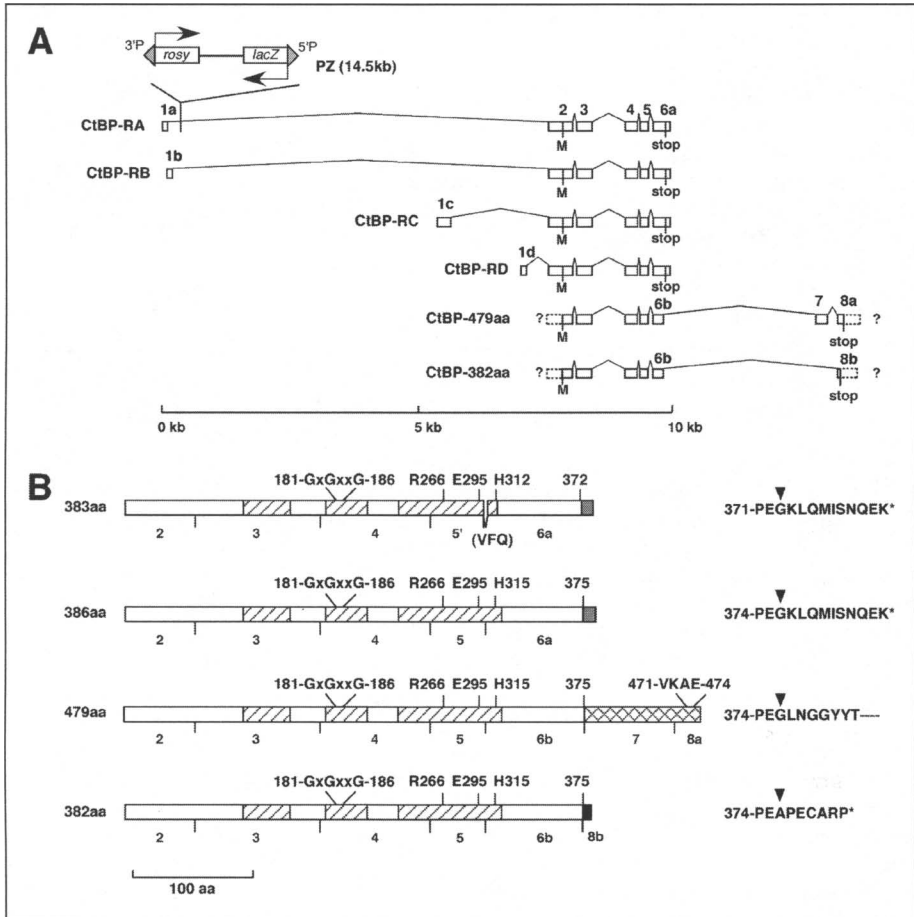 A
3'P rosy lacZ 5'P
PZ (14.5kb)
1a 2 3 4 5 6a
CtBP-RA
M stop
1b
CtBP-RB
M stop
1c
CtBP-RC
M stop
1d
CtBP-RD
M stop
6b 7 8a
CtBP-479aa ? ?
M stop
6b 8b
CtBP-382aa ? ?
M stop
0 kb 5 kb 10 kb
B
181-GxGxxG-186 R266 E295 H312 372
383aa 371-PEGKLQMISNQEK*
2 3 4 5' (VFQ) 6a
181-GxGxxG-186 R266 E295 H315 375
386aa 374-PEGKLQMISNQEK*
2 3 4 5 6a
181-GxGxxG-186 R266 E295 H315 375 471-VKAE-474
479aa 374-PEGLNGGYYT----
2 3 4 5 6b 7 8a
181-GxGxxG-186 R266 E295 H315 375
382aa 374-PEAPECARP*
2 3 4 5 6b 8b
100 aa